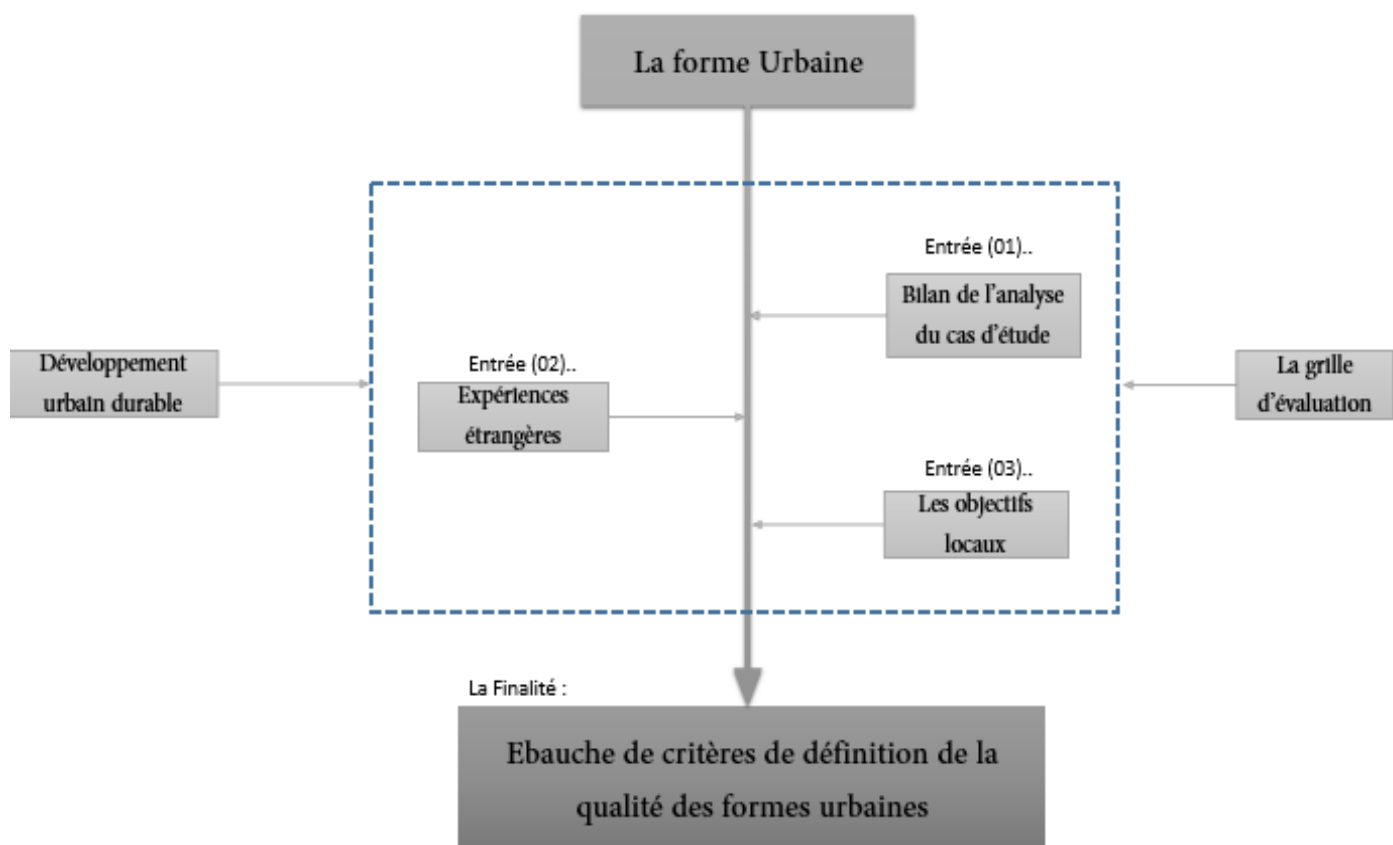 La forme Urbaine
Entrée (01)..
Bilan de l'analyse
du cas d'étude
Développement
urbain durable
Entrée (02)..
Expériences
étrangères
La grille
d'évaluation
Entrée (03)..
Les objectifs
locaux
La Finalité :
Ebauche de critères de définition de la
qualité des formes urbaines